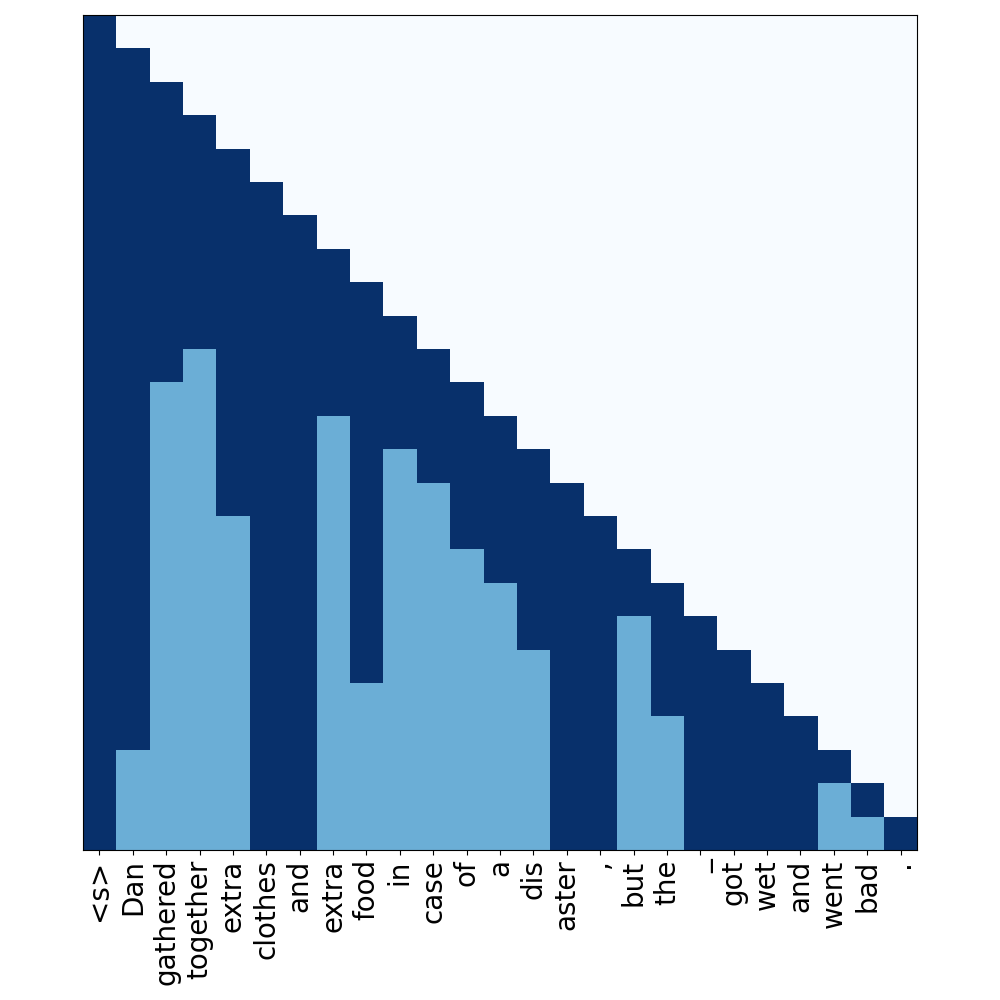 <s> Dan gathered together extra clothes and extra food in case of a dis aster , but the _ got wet and went bad .